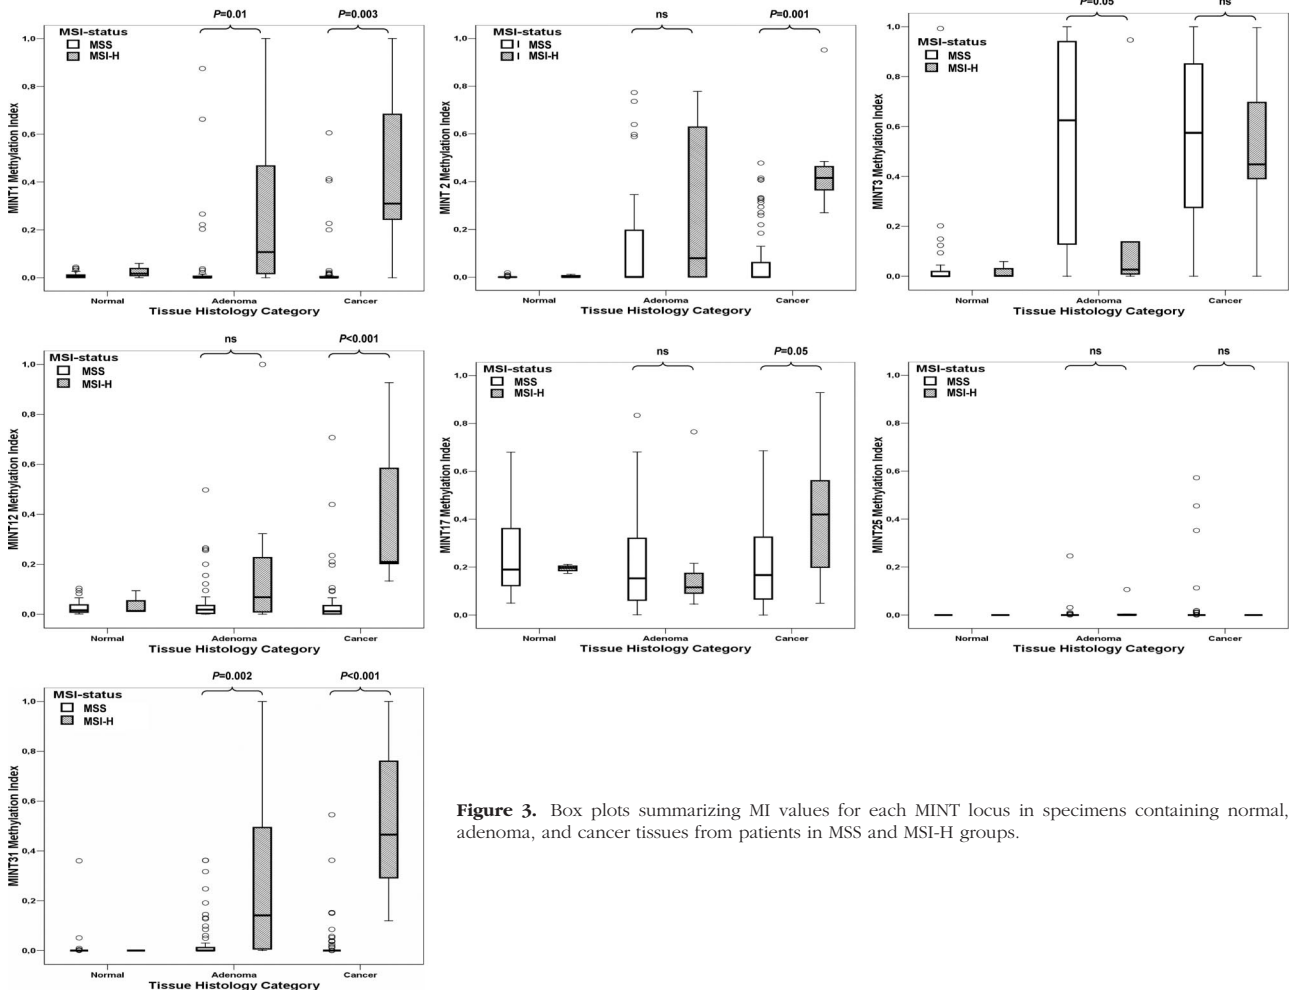 P=0.01 P=0.003
MSI-status
MSS
MSI-H
1,0
0,8
0,6
0,4
0,2
0,0
MINT1 Methylation Index
Normal Adenoma Cancer
Tissue Histology Category
ns P=0.001
MSI-status
MSS
MSI-H
1,0
0,8
0,6
0,4
0,2
0,0
MINT 2 Methylation Index
Normal Adenoma Cancer
Tissue Histology Category
P=0.05 ns
MSI-status
MSS
MSI-H
1,0
0,8
0,6
0,4
0,2
0,0
MINT3 Methylation Index
Normal Adenoma Cancer
Tissue Histology Category
ns P<0.001
MSI-status
MSS
MSI-H
1,0
0,8
0,6
0,4
0,2
0,0
MINT12 Methylation Index
Normal Adenoma Cancer
Tissue Histology Category
ns P=0.05
MSI-status
MSS
MSI-H
1,0
0,8
0,6
0,4
0,2
0,0
MINT17 Methylation Index
Normal Adenoma Cancer
Tissue Histology Category
ns ns
MSI-status
MSS
MSI-H
1,0
0,8
0,6
0,4
0,2
0,0
MINT25 Methylation Index
Normal Adenoma Cancer
Tissue Histology Category
P=0.002 P<0.001
MSI-status
MSS
MSI-H
1,0
0,8
0,6
0,4
0,2
0,0
MINT31 Methylation Index
Normal Adenoma Cancer
Tissue Histology Category
Figure 3. Box plots summarizing MI values for each MINT locus in specimens containing normal,
adenoma, and cancer tissues from patients in MSS and MSI-H groups.